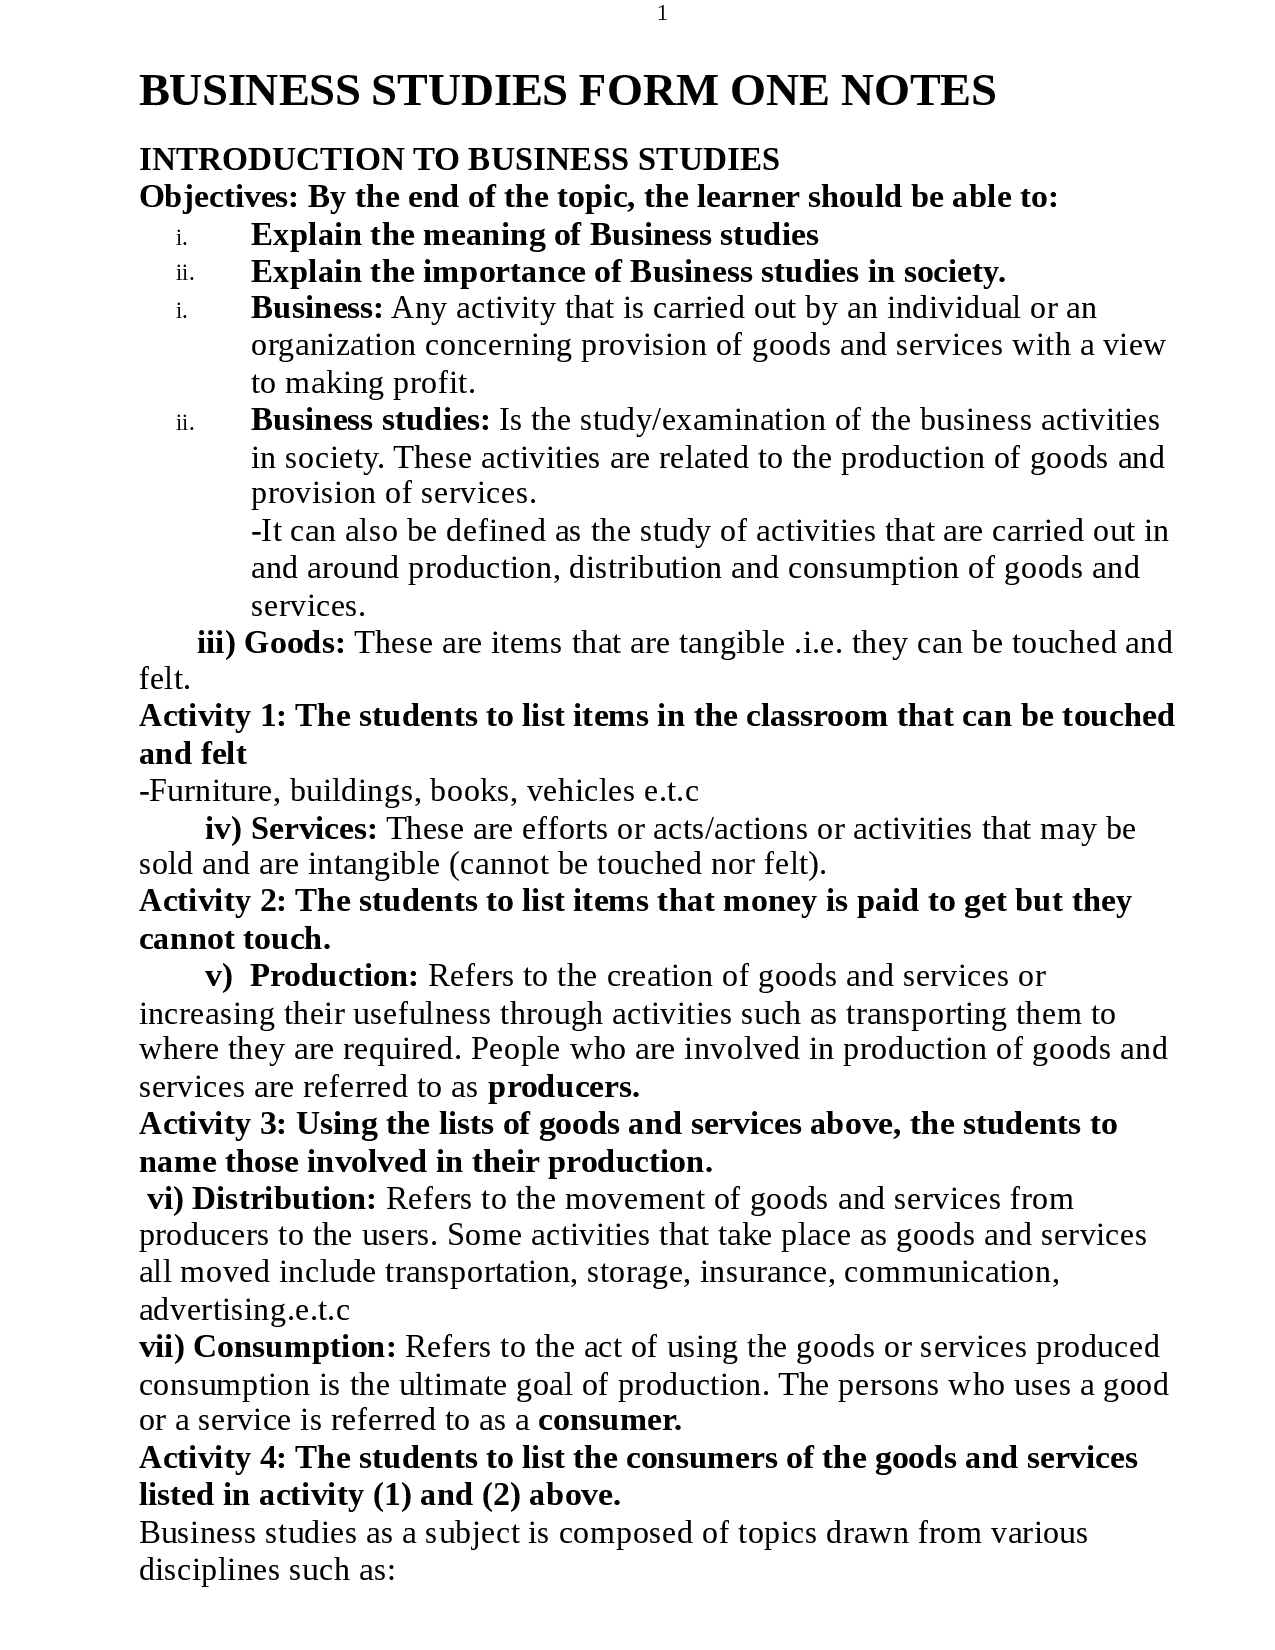 1
BUSINESS STUDIES FORM ONE NOTES
INTRODUCTION TO BUSINESS STUDIES
Objectives: By the end of the topic, the learner should be able to:
i. Explain the meaning of Business studies
ii. Explain the importance of Business studies in society.
i. Business: Any activity that is carried out by an individual or an
organization concerning provision of goods and services with a view
to making profit.
ii. Business studies: Is the study/examination of the business activities
in society. These activities are related to the production of goods and
provision of services.
-It can also be defined as the study of activities that are carried out in
and around production, distribution and consumption of goods and
services.
iii) Goods: These are items that are tangible .i.e. they can be touched and
felt.
Activity 1: The students to list items in the classroom that can be touched
and felt
-Furniture, buildings, books, vehicles e.t.c
iv) Services: These are efforts or acts/actions or activities that may be
sold and are intangible (cannot be touched nor felt).
Activity 2: The students to list items that money is paid to get but they
cannot touch.
v) Production: Refers to the creation of goods and services or
increasing their usefulness through activities such as transporting them to
where they are required. People who are involved in production of goods and
services are referred to as producers.
Activity 3: Using the lists of goods and services above, the students to
name those involved in their production.
vi) Distribution: Refers to the movement of goods and services from
producers to the users. Some activities that take place as goods and services
all moved include transportation, storage, insurance, communication,
advertising.e.t.c
vii) Consumption: Refers to the act of using the goods or services produced
consumption is the ultimate goal of production. The persons who uses a good
or a service is referred to as a consumer.
Activity 4: The students to list the consumers of the goods and services
listed in activity (1) and (2) above.
Business studies as a subject is composed of topics drawn from various
disciplines such as: